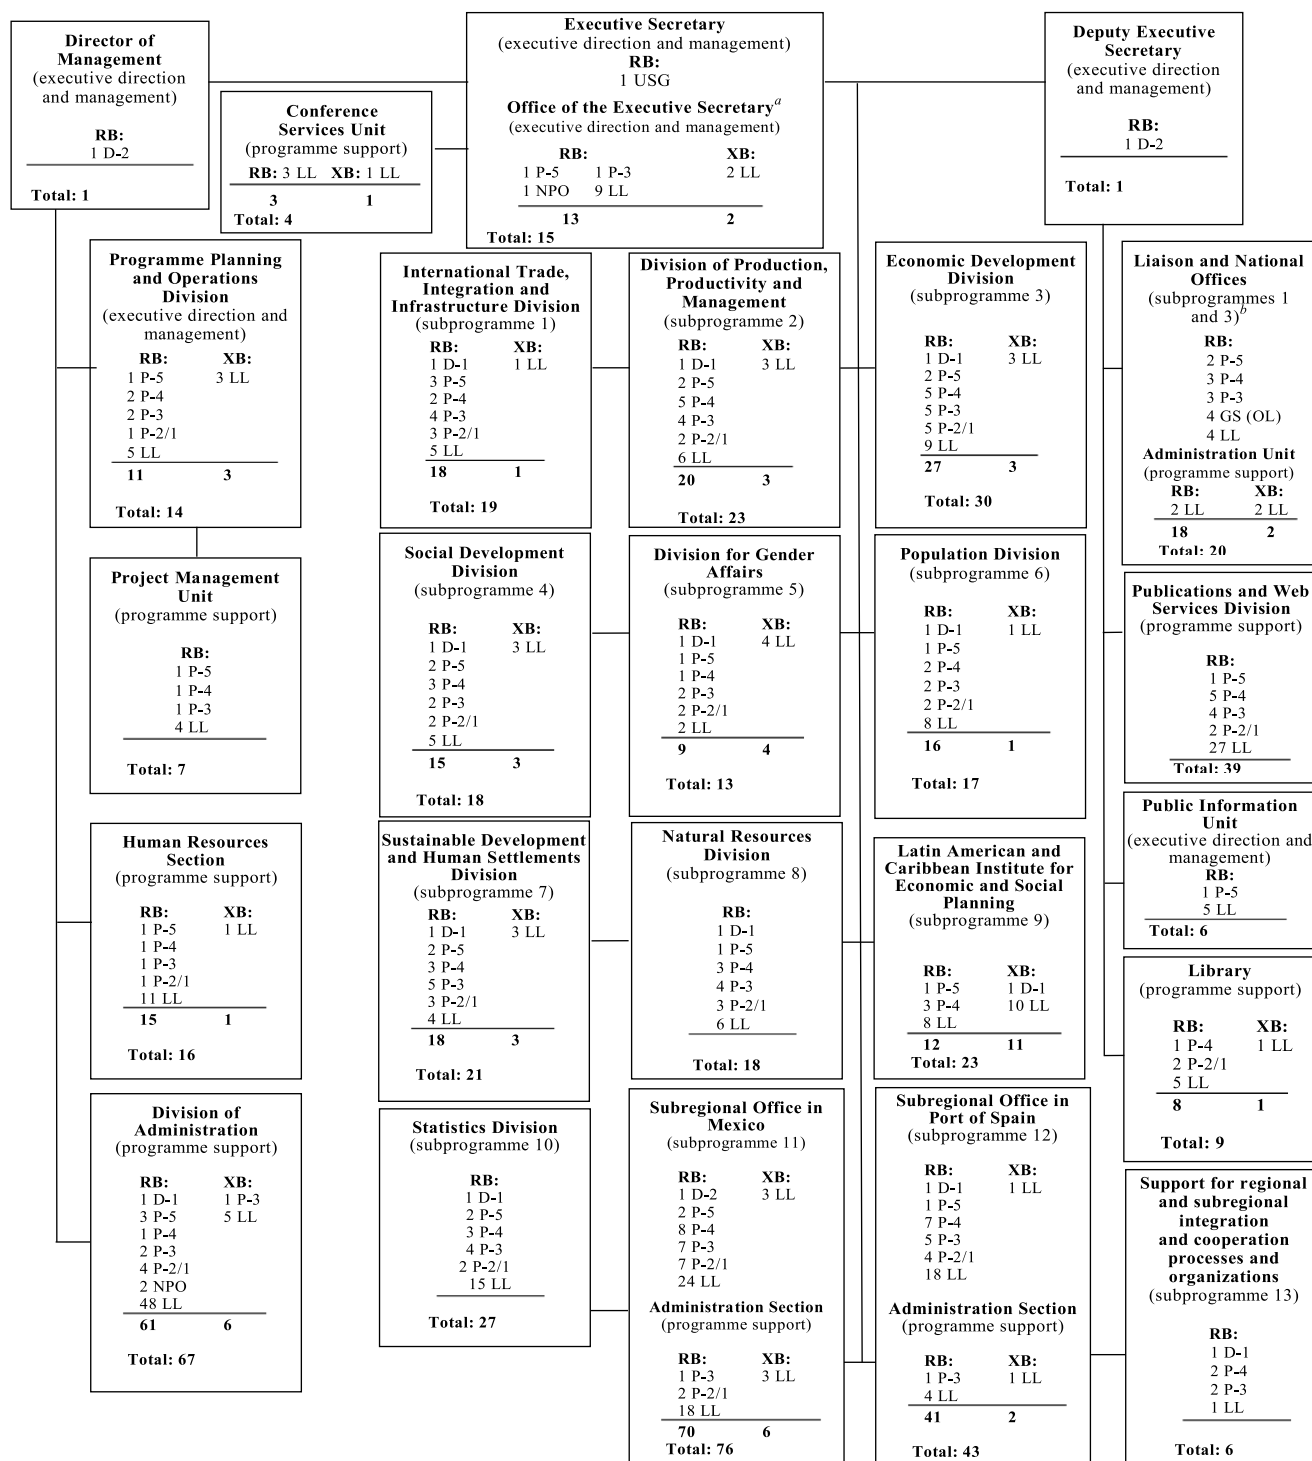 Director of
Management
(executive direction
and management)
RB:
1 D-2
Total: 1
Conference
Services Unit
(programme support)
RB: 3 LL XB: 1 LL
3 1
Total: 4
Executive Secretary
(executive direction and management)
RB:
1 USG
Office of the Executive Secretaryᵃ
(executive direction and management)
RB: XB:
1 P-5 1 P-3 2 LL
1 NPO 9 LL
13 2
Total: 15
Deputy Executive
Secretary
(executive direction
and management)
RB:
1 D-2
Total: 1
Programme Planning
and Operations
Division
(executive direction and
management)
RB: XB:
1 P-5 3 LL
2 P-4
2 P-3
1 P-2/1
5 LL
11 3
Total: 14
International Trade,
Integration and
Infrastructure Division
(subprogramme 1)
RB: XB:
1 D-1 1 LL
3 P-5
2 P-4
4 P-3
3 P-2/1
5 LL
18 1
Total: 19
Division of Production,
Productivity and
Management
(subprogramme 2)
RB: XB:
1 D-1 3 LL
2 P-5
5 P-4
4 P-3
2 P-2/1
6 LL
20 3
Total: 23
Economic Development
Division
(subprogramme 3)
RB: XB:
1 D-1 3 LL
2 P-5
5 P-4
5 P-3
5 P-2/1
9 LL
27 3
Total: 30
Liaison and National
Offices
(subprogrammes 1
and 3)ᵇ
RB:
2 P-5
3 P-4
3 P-3
4 GS (OL)
4 LL
Administration Unit
(programme support)
RB: XB:
2 LL 2 LL
18 2
Total: 20
Project Management
Unit
(programme support)
RB:
1 P-5
1 P-4
1 P-3
4 LL
Total: 7
Social Development
Division
(subprogramme 4)
RB: XB:
1 D-1 3 LL
2 P-5
3 P-4
2 P-3
2 P-2/1
5 LL
15 3
Total: 18
Division for Gender
Affairs
(subprogramme 5)
RB: XB:
1 D-1 4 LL
1 P-5
1 P-4
2 P-3
2 P-2/1
2 LL
9 4
Total: 13
Population Division
(subprogramme 6)
RB: XB:
1 D-1 1 LL
1 P-5
2 P-4
2 P-3
2 P-2/1
8 LL
16 1
Total: 17
Publications and Web
Services Division
(programme support)
RB:
1 P-5
5 P-4
4 P-3
2 P-2/1
27 LL
Total: 39
Human Resources
Section
(programme support)
RB: XB:
1 P-5 1 LL
1 P-4
1 P-3
1 P-2/1
11 LL
15 1
Total: 16
Sustainable Development
and Human Settlements
Division
(subprogramme 7)
RB: XB:
1 D-1 3 LL
2 P-5
3 P-4
5 P-3
3 P-2/1
4 LL
18 3
Total: 21
Natural Resources
Division
(subprogramme 8)
RB:
1 D-1
1 P-5
3 P-4
4 P-3
3 P-2/1
6 LL
Total: 18
Latin American and
Caribbean Institute for
Economic and Social
Planning
(subprogramme 9)
RB: XB:
1 P-5 1 D-1
3 P-4 10 LL
8 LL
12 11
Total: 23
Public Information
Unit
(executive direction and
management)
RB:
1 P-5
5 LL
Total: 6
Library
(programme support)
RB: XB:
1 P-4 1 LL
2 P-2/1
5 LL
8 1
Total: 9
Division of
Administration
(programme support)
RB: XB:
1 D-1 1 P-3
3 P-5 5 LL
1 P-4
2 P-3
4 P-2/1
2 NPO
48 LL
61 6
Total: 67
Statistics Division
(subprogramme 10)
RB:
1 D-1
2 P-5
3 P-4
4 P-3
2 P-2/1
15 LL
Total: 27
Subregional Office in
Mexico
(subprogramme 11)
RB: XB:
1 D-2 3 LL
2 P-5
8 P-4
7 P-3
7 P-2/1
24 LL
Administration Section
(programme support)
RB: XB:
1 P-3 3 LL
2 P-2/1
18 LL
70 6
Total: 76
Subregional Office in
Port of Spain
(subprogramme 12)
RB: XB:
1 D-1 1 LL
1 P-5
7 P-4
5 P-3
4 P-2/1
18 LL
Administration Section
(programme support)
RB: XB:
1 P-3 1 LL
4 LL
41 2
Total: 43
Support for regional
and subregional
integration
and cooperation
processes and
organizations
(subprogramme 13)
RB:
1 D-1
2 P-4
2 P-3
1 LL
Total: 6